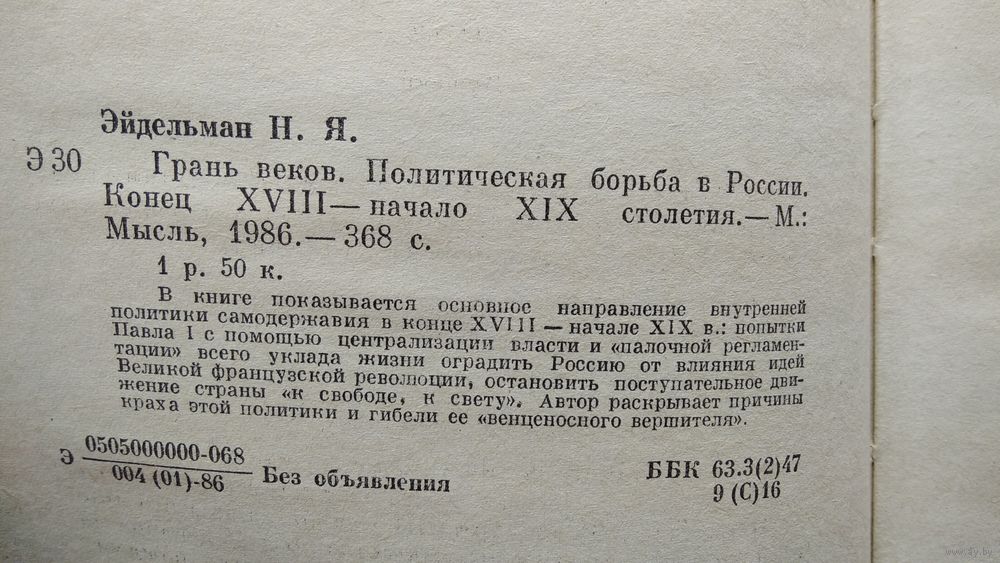 Эйдельман Н. Я.
Э 30 Грань веков. Политическая борьба в России.
Конец XVIII — начало XIX столетия. — М.:
Мысль, 1986. — 368 с.
1 р. 50 к.
В книге показывается основное направление внутренней
политики самодержавия в конце XVIII — начале XIX в.: попытки
Павла I с помощью централизации власти и «палочной регламен-
тации» всего уклада жизни оградить Россию от влияния идей
Великой французской революции, остановить поступательное дви-
жение страны «к свободе, к свету». Автор раскрывает причины
краха этой политики и гибели ее «венценосного вершителя».
Э 0505000000-068
004 (01)-86 Без объявления
ББК 63.3(2)47
9 (С)16
www.ay.by